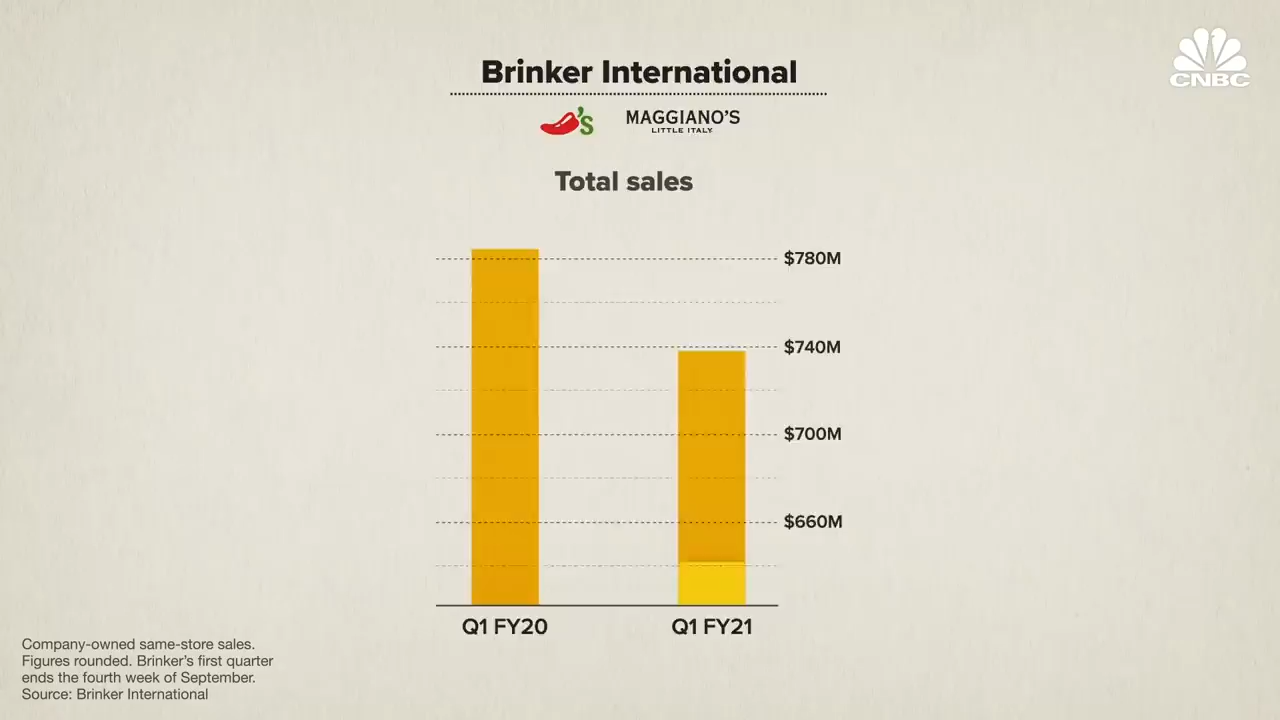 Brinker International
CNBC
'S
MAGGIANO'S
LITTLE ITALY
Total sales
$780M
$740M
$700M
$660M
Q1 FY20
Q1 FY21
Company-owned same-store sales.
Figures rounded. Brinker’s first quarter
ends the fourth week of September.
Source: Brinker International